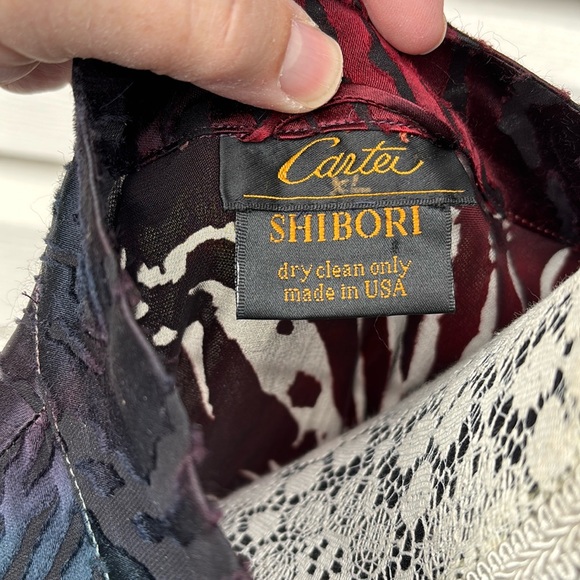 Carter
XL
SHIBORI
dry clean only
made in USA